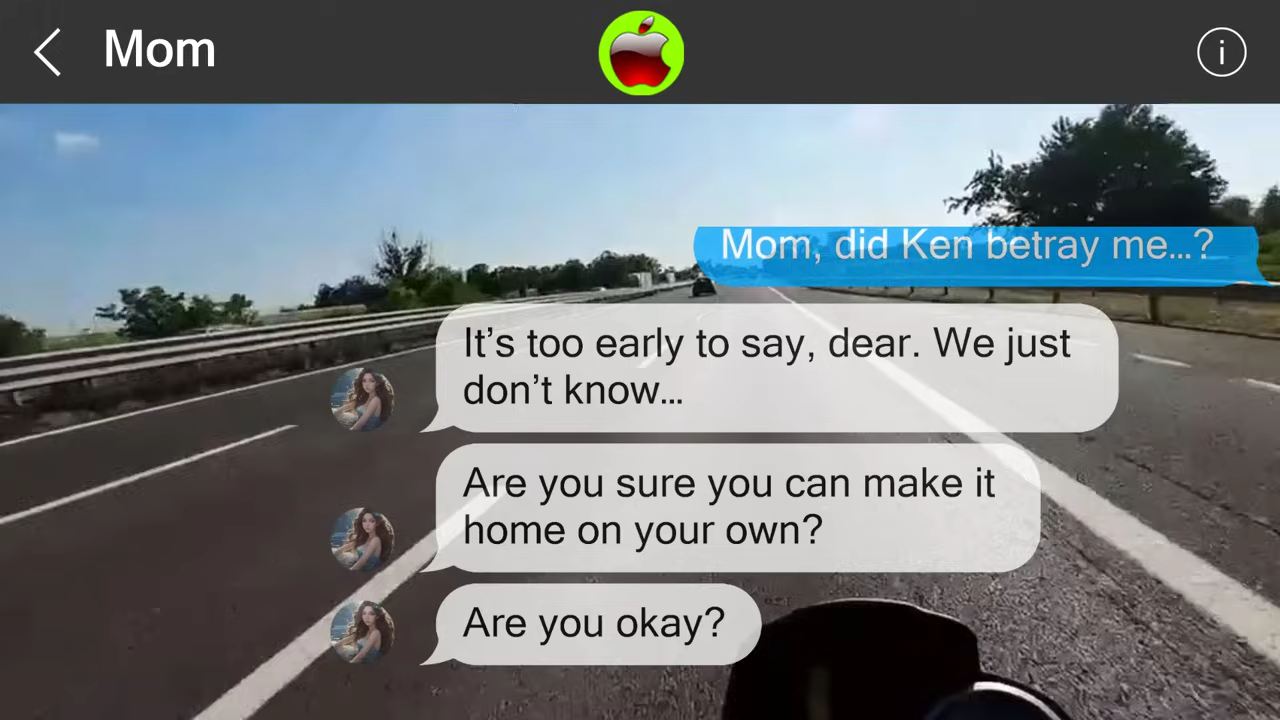 Mom
i
Mom, did Ken betray me...?
It’s too early to say, dear. We just
don’t know...
Are you sure you can make it
home on your own?
Are you okay?